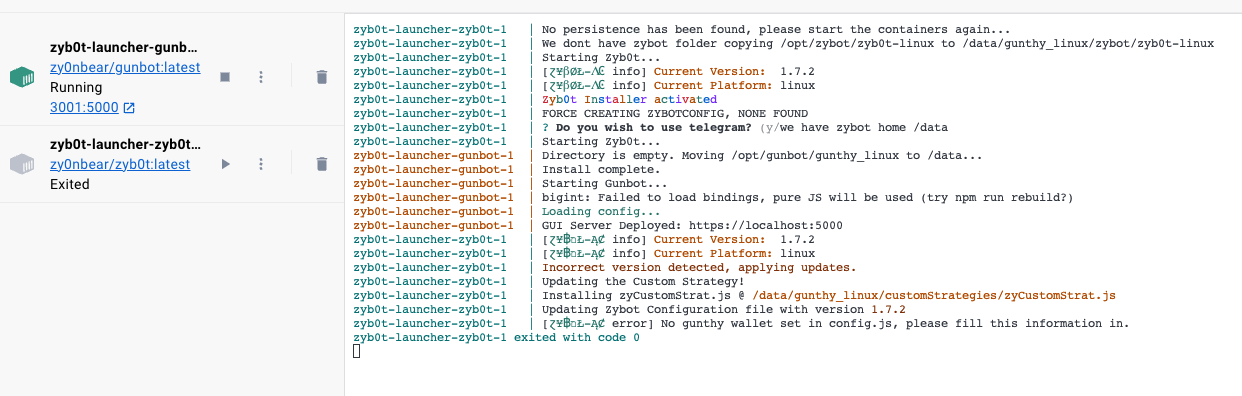 zyb0t-launcher-gunb...
zy0nbear/gunbot:latest
Running
3001:5000
zyb0t-launcher-zyb0t...
zy0nbear/zyb0t:latest
Exited
zyb0t-launcher-zyb0t-1 | No persistence has been found, please start the containers again...
zyb0t-launcher-zyb0t-1 | We dont have zybot folder copying /opt/zybot/zyb0t-linux to /data/gunthy_linux/zybot/zyb0t-linux
zyb0t-launcher-zyb0t-1 | Starting Zyb0t...
zyb0t-launcher-zyb0t-1 | [ info] Current Version: 1.7.2
zyb0t-launcher-zyb0t-1 | [ info] Current Platform: linux
zyb0t-launcher-zyb0t-1 | Zyb0t Installer activated
zyb0t-launcher-zyb0t-1 | FORCE CREATING ZYBOTCONFIG, NONE FOUND
zyb0t-launcher-zyb0t-1 | ? Do you wish to use telegram? (y/we have zybot home /data
zyb0t-launcher-zyb0t-1 | Starting Zyb0t...
zyb0t-launcher-gunbot-1 | Directory is empty. Moving /opt/gunbot/gunthy_linux to /data...
zyb0t-launcher-gunbot-1 | Install complete.
zyb0t-launcher-gunbot-1 | Starting Gunbot...
zyb0t-launcher-gunbot-1 | bigint: Failed to load bindings, pure JS will be used (try npm run rebuild?)
zyb0t-launcher-gunbot-1 | Loading config...
zyb0t-launcher-gunbot-1 | GUI Server Deployed: https://localhost:5000
zyb0t-launcher-zyb0t-1 | [ info] Current Version: 1.7.2
zyb0t-launcher-zyb0t-1 | [ info] Current Platform: linux
zyb0t-launcher-zyb0t-1 | Incorrect version detected, applying updates.
zyb0t-launcher-zyb0t-1 | Updating the Custom Strategy!
zyb0t-launcher-zyb0t-1 | Installing zyCustomStrat.js @ /data/gunthy_linux/customStrategies/zyCustomStrat.js
zyb0t-launcher-zyb0t-1 | Updating Zybot Configuration file with version 1.7.2
zyb0t-launcher-zyb0t-1 | [ error] No gunthy wallet set in config.js, please fill this information in.
zyb0t-launcher-zyb0t-1 exited with code 0